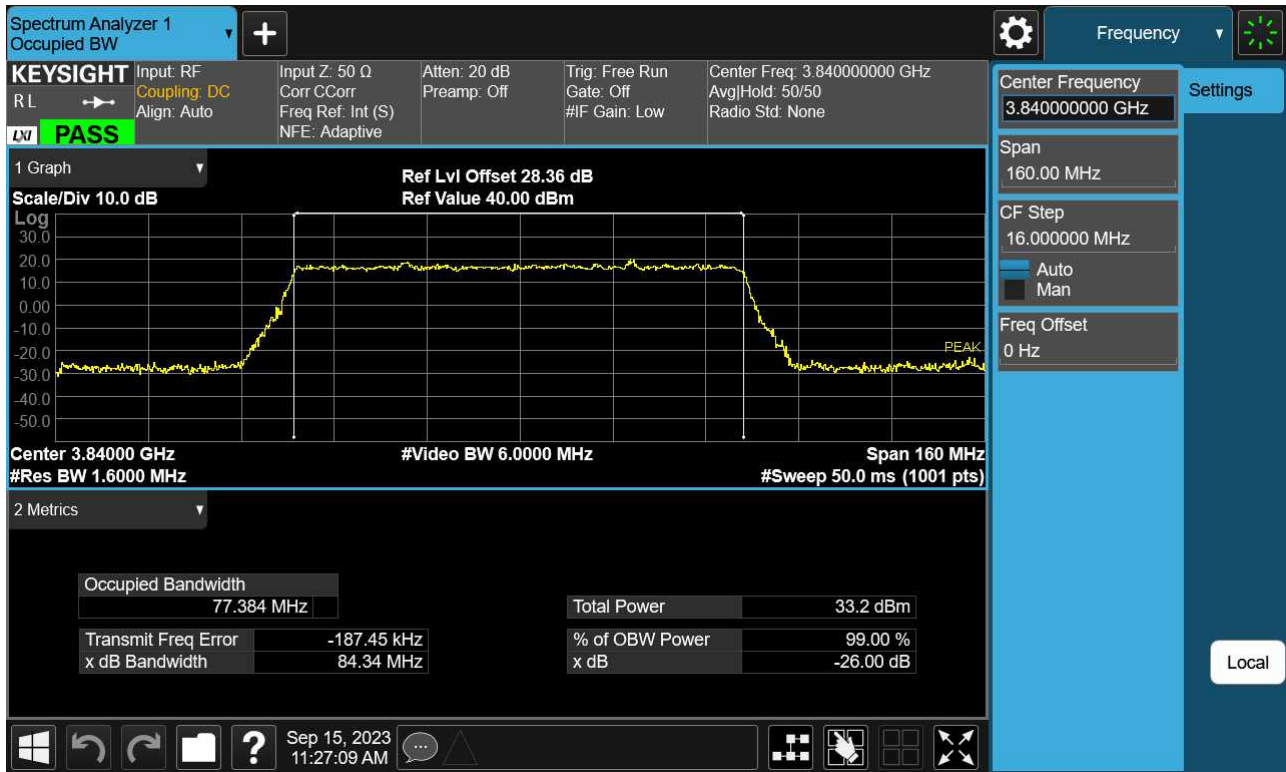 Spectrum Analyzer 1
Occupied BW
+
Frequency
KEYSIGHT
RL
LXI PASS
Input: RF
Coupling: DC
Align: Auto
Input Z: 50 Ω
Corr CCorr
Freq Ref: Int (S)
NFE: Adaptive
Atten: 20 dB
Preamp: Off
Trig: Free Run
Gate: Off
#IF Gain: Low
Center Freq: 3.840000000 GHz
Avg|Hold: 50/50
Radio Std: None
Center Frequency
3.840000000 GHz
Settings
Span
160.00 MHz
CF Step
16.000000 MHz
Auto
Man
Freq Offset
0 Hz
Local
1 Graph
Ref Lvl Offset 28.36 dB
Scale/Div 10.0 dB
Ref Value 40.00 dBm
Log
30.0
20.0
10.0
0.00
-10.0
-20.0
-30.0
-40.0
-50.0
PEAK
Center 3.84000 GHz
#Video BW 6.0000 MHz
Span 160 MHz
#Res BW 1.6000 MHz
#Sweep 50.0 ms (1001 pts)
2 Metrics
Occupied Bandwidth
77.384 MHz
Total Power 33.2 dBm
Transmit Freq Error -187.45 kHz
% of OBW Power 99.00 %
x dB Bandwidth 84.34 MHz
x dB -26.00 dB
?
Sep 15, 2023
11:27:09 AM